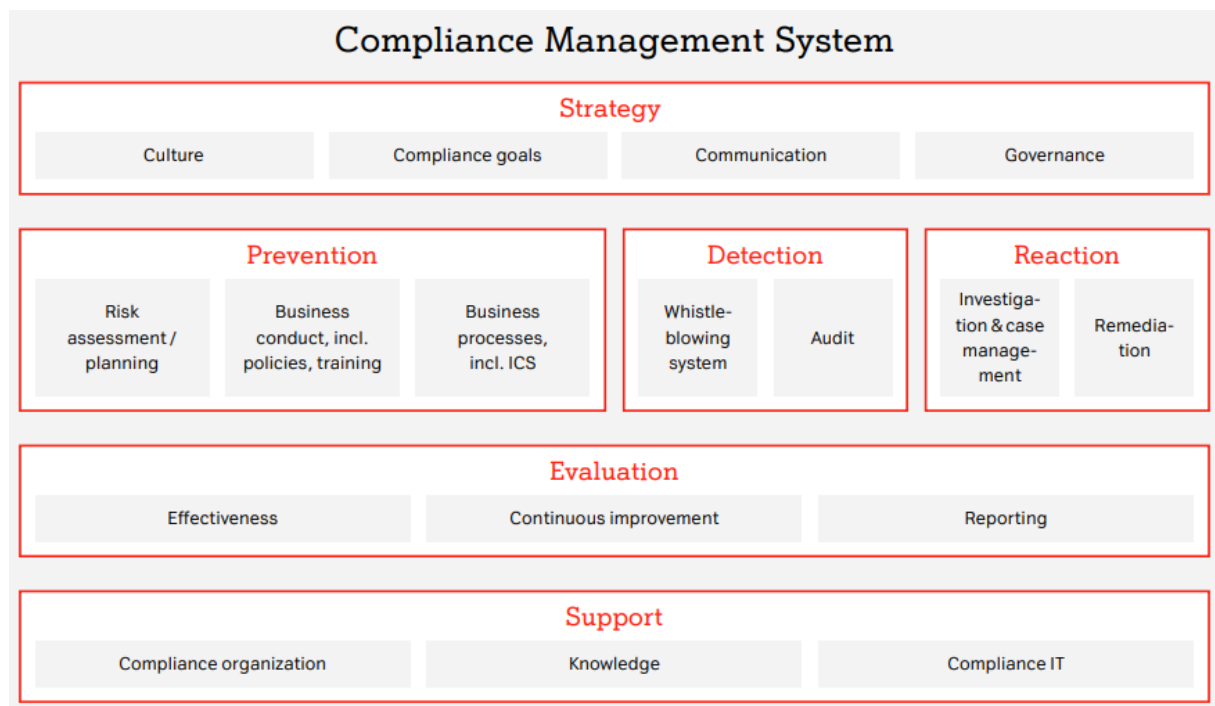 Compliance Management System
Strategy
Culture
Compliance goals
Communication
Governance
Prevention
Risk
assessment /
planning
Business
conduct, incl.
policies, training
Business
processes,
incl. ICS
Detection
Whistle-
blowing
system
Audit
Reaction
Investiga-
tion & case
manage-
ment
Remedia-
tion
Evaluation
Effectiveness
Continuous improvement
Reporting
Support
Compliance organization
Knowledge
Compliance IT